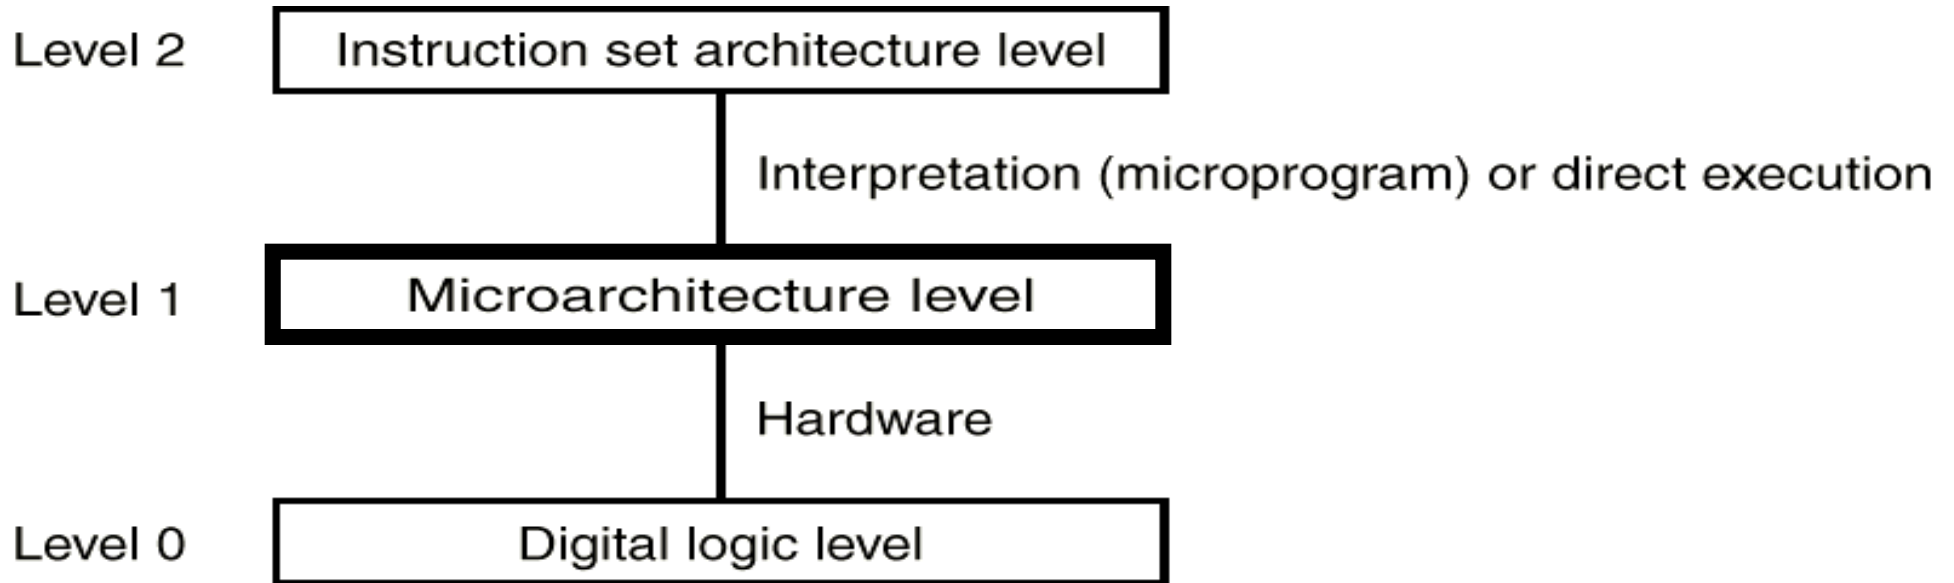 Level 2
Instruction set architecture level
Interpretation (microprogram) or direct execution
Level 1
Microarchitecture level
Hardware
Level 0
Digital logic level